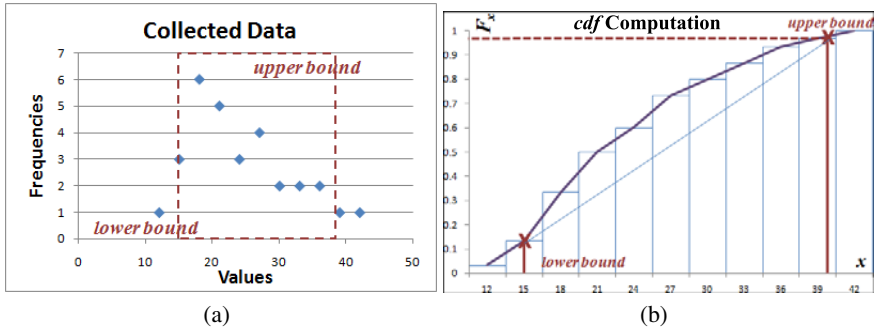 Collected Data
7
6
5
4
3
2
1
0
Frequencies
upper bound
lower bound
0 10 20 30 40 50
Values
(a)
cdf Computation
upper bound
F_x
1
0.9
0.8
0.7
0.6
0.5
0.4
0.3
0.2
0.1
0
lower bound
x
12 15 18 21 24 27 30 33 36 39 42
(b)